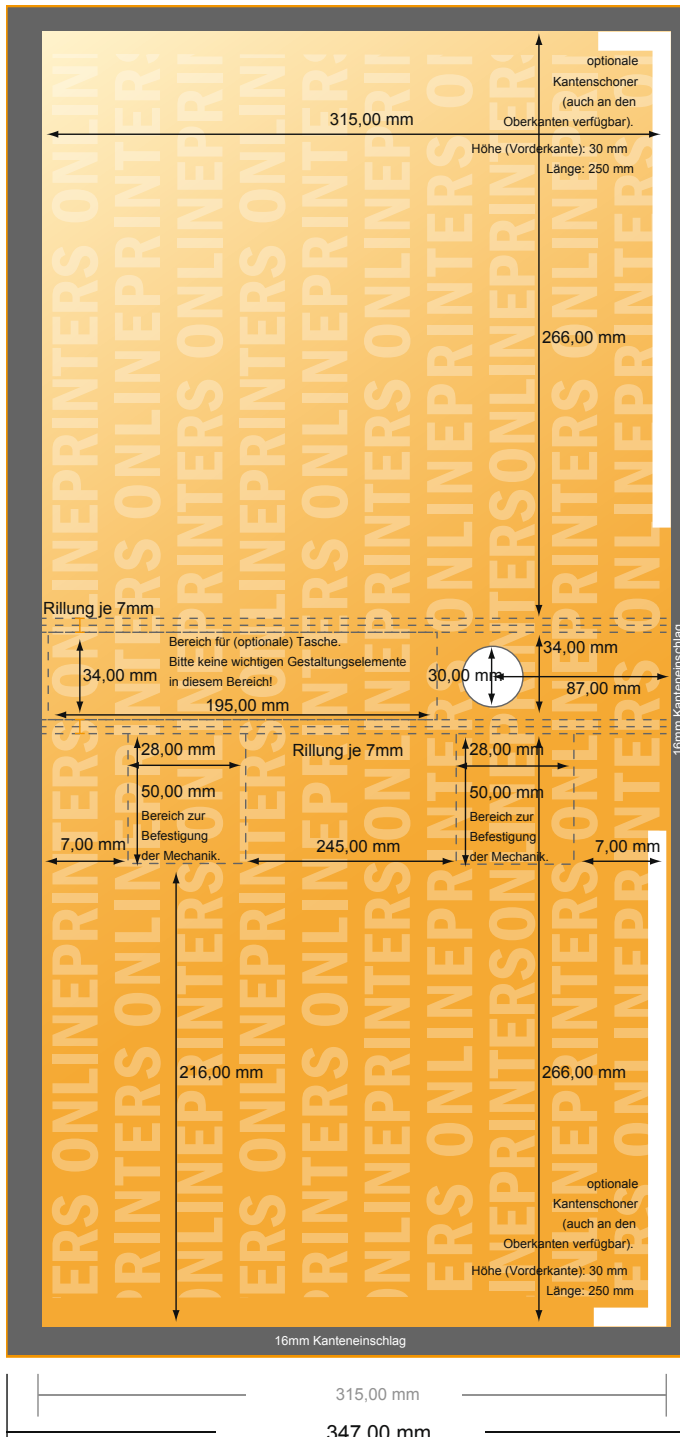 optionale
Kantenschoner
(auch an den
Oberkanten verfügbar).
Höhe (Vorderkante): 30 mm
Länge: 250 mm
315,00 mm
266,00 mm
ONLINEPRINTERS ONLINEPRINTERS ONLINEPRINTERS
Rillung je 7mm
Bereich für (optionale) Tasche.
Bitte keine wichtigen Gestaltungselemente
in diesem Bereich!
34,00 mm
195,00 mm
30,00 mm
34,00 mm
87,00 mm
16mm Kanteneinschlag
Rillung je 7mm
28,00 mm
50,00 mm
Bereich zur
Befestigung
der Mechanik.
28,00 mm
50,00 mm
Bereich zur
Befestigung
der Mechanik.
7,00 mm
245,00 mm
7,00 mm
216,00 mm
266,00 mm
optionale
Kantenschoner
(auch an den
Oberkanten verfügbar).
Höhe (Vorderkante): 30 mm
Länge: 250 mm
16mm Kanteneinschlag
315,00 mm
347,00 mm